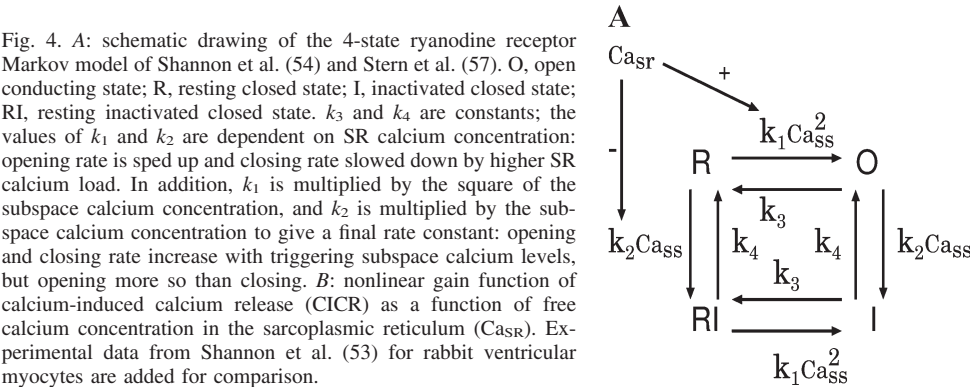 Fig. 4. A: schematic drawing of the 4-state ryanodine receptor
Markov model of Shannon et al. (54) and Stern et al. (57). O, open
conducting state; R, resting closed state; I, inactivated closed state;
RI, resting inactivated closed state. k₃ and k₄ are constants; the
values of k₁ and k₂ are dependent on SR calcium concentration:
opening rate is sped up and closing rate slowed down by higher SR
calcium load. In addition, k₁ is multiplied by the square of the
subspace calcium concentration, and k₂ is multiplied by the sub-
space calcium concentration to give a final rate constant: opening
and closing rate increase with triggering subspace calcium levels,
but opening more so than closing. B: nonlinear gain function of
calcium-induced calcium release (CICR) as a function of free
calcium concentration in the sarcoplasmic reticulum (Ca_SR). Ex-
perimental data from Shannon et al. (53) for rabbit ventricular
myocytes are added for comparison.
A
Ca_sr
+
k₁Ca_ss²
-
R O
k₃
k₂Ca_ss k₄ k₄ k₂Ca_ss
k₃
RI I
k₁Ca_ss²